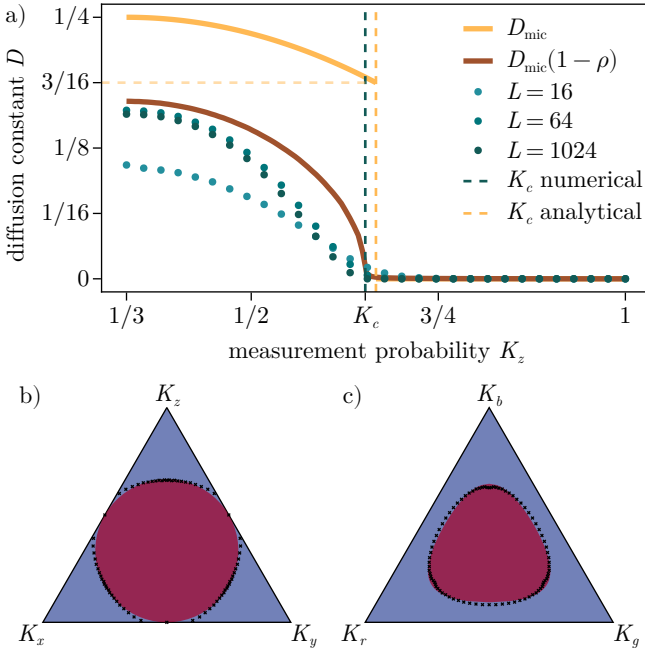 a)
diffusion constant D
1/4
3/16
1/8
1/16
0
D_mic
D_mic(1 − ρ)
L = 16
L = 64
L = 1024
K_c numerical
K_c analytical
1/3
1/2
K_c
3/4
1
measurement probability K_z
b)
K_z
K_x
K_y
c)
K_b
K_r
K_g